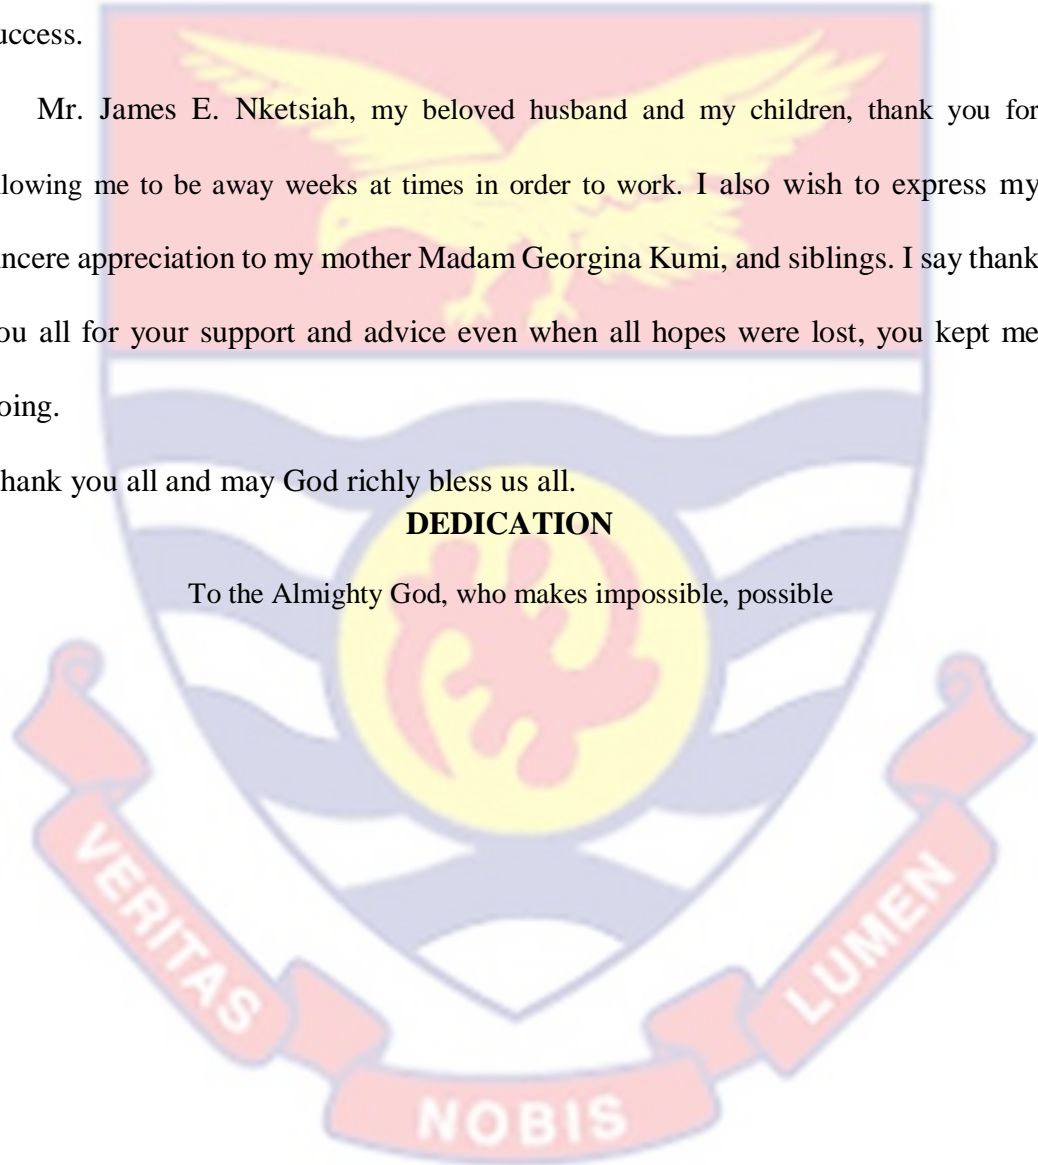 uccess.
Mr. James E. Nketsiah, my beloved husband and my children, thank you for
llowing me to be away weeks at times in order to work. I also wish to express my
incere appreciation to my mother Madam Georgina Kumi, and siblings. I say thank
ou all for your support and advice even when all hopes were lost, you kept me
oing.
hank you all and may God richly bless us all.
DEDICATION
To the Almighty God, who makes impossible, possible
VERITAS
NOBIS
LUMEN